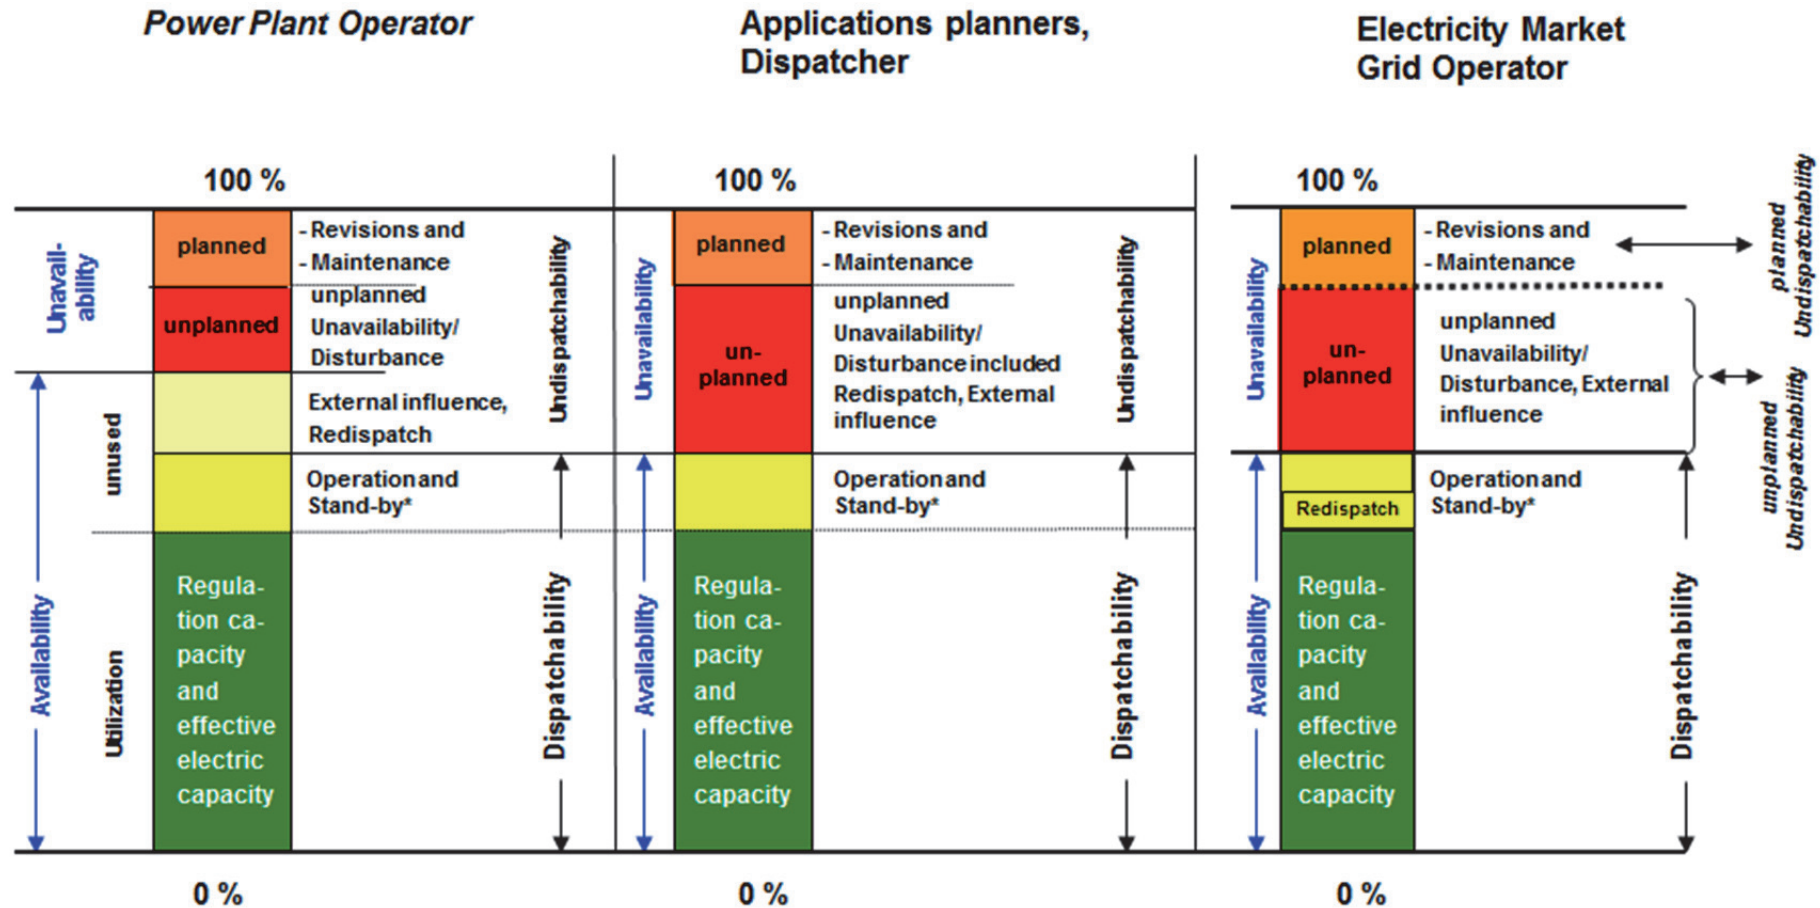 Power Plant Operator
Applications planners,
Dispatcher
Electricity Market
Grid Operator
100 %
Unavail-
ability
planned
- Revisions and
- Maintenance
unplanned
unplanned
Unavailability/
Disturbance
Undispatchability
unused
External influence,
Redispatch
Operation and
Stand-by*
Availability
Utilization
Regula-
tion ca-
pacity
and
effective
electric
capacity
Dispatchability
0 %
100 %
Unavailability
planned
- Revisions and
- Maintenance
un-
planned
unplanned
Unavailability/
Disturbance included
Redispatch, External
influence
Undispatchability
Operation and
Stand-by*
Availability
Regula-
tion ca-
pacity
and
effective
electric
capacity
Dispatchability
0 %
100 %
Unavailability
planned
- Revisions and
- Maintenance
planned
Undispatchability
un-
planned
unplanned
Unavailability/
Disturbance, External
influence
unplanned
Undispatchability
Redispatch
Operation and
Stand-by*
Availability
Regula-
tion ca-
pacity
and
effective
electric
capacity
Dispatchability
0 %